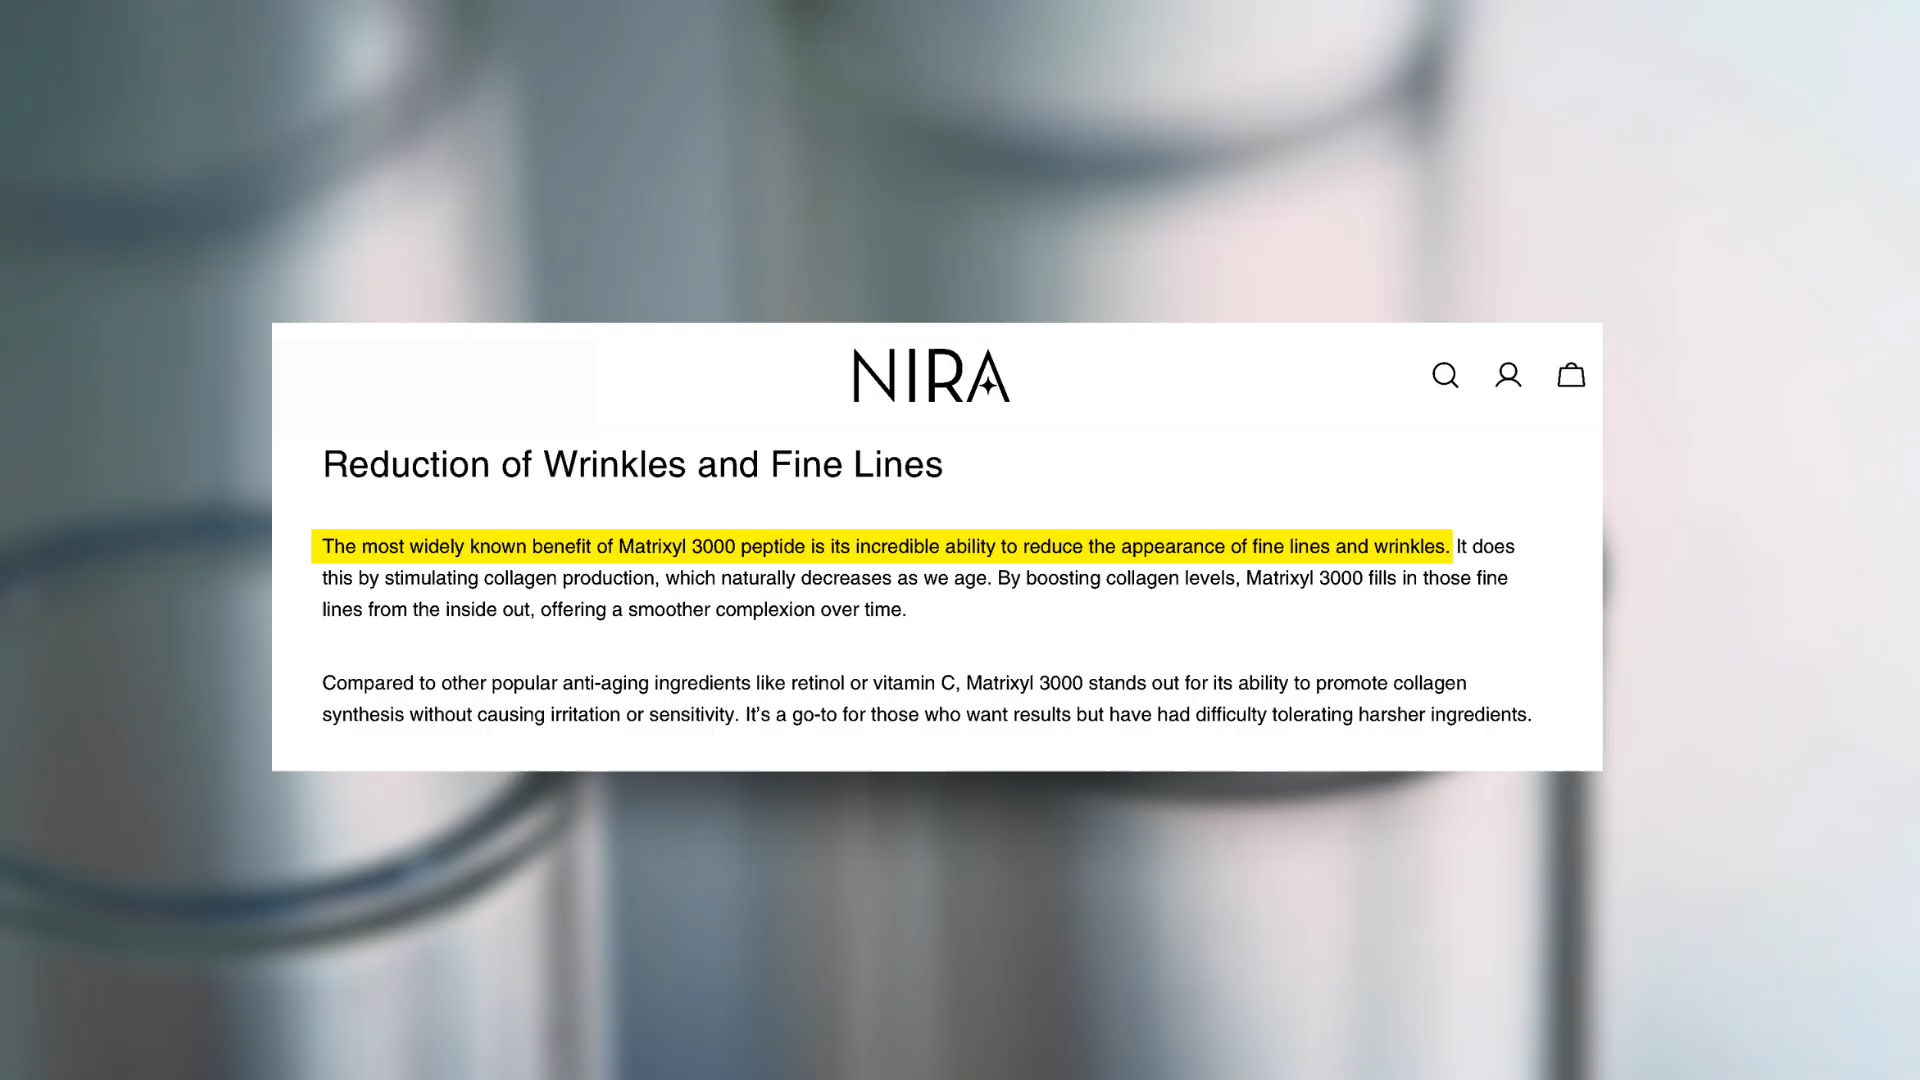 NIRA
Reduction of Wrinkles and Fine Lines
The most widely known benefit of Matrixyl 3000 peptide is its incredible ability to reduce the appearance of fine lines and wrinkles. It does
this by stimulating collagen production, which naturally decreases as we age. By boosting collagen levels, Matrixyl 3000 fills in those fine
lines from the inside out, offering a smoother complexion over time.
Compared to other popular anti-aging ingredients like retinol or vitamin C, Matrixyl 3000 stands out for its ability to promote collagen
synthesis without causing irritation or sensitivity. It’s a go-to for those who want results but have had difficulty tolerating harsher ingredients.